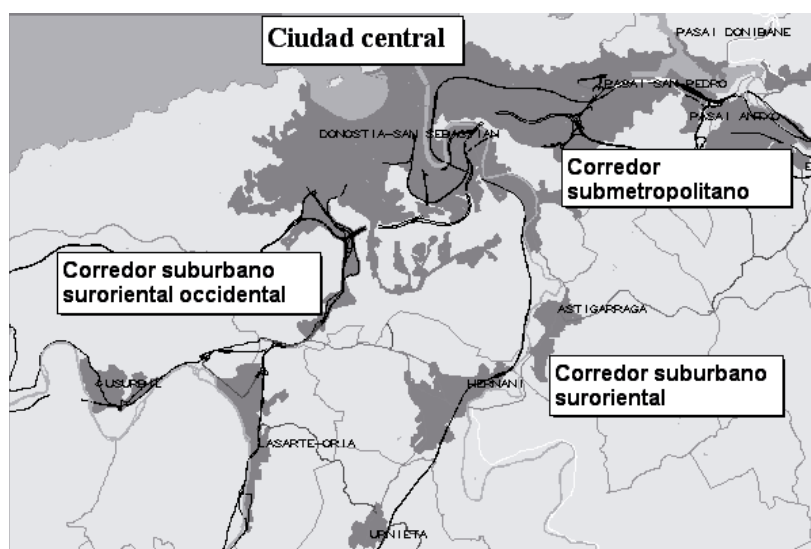 Ciudad central
PASAI DONIBANE
PASAI-SAN-PEDRO
PASAI ANTXO
DONOSTIA-SAN SEBASTIAN
Corredor
submetropolitano
Corredor suburbano
suroriental occidental
ASTIGARRAGA
Corredor suburbano
suroriental
USURBIL
HERNANI
LASARTE-ORIA
URNIETA